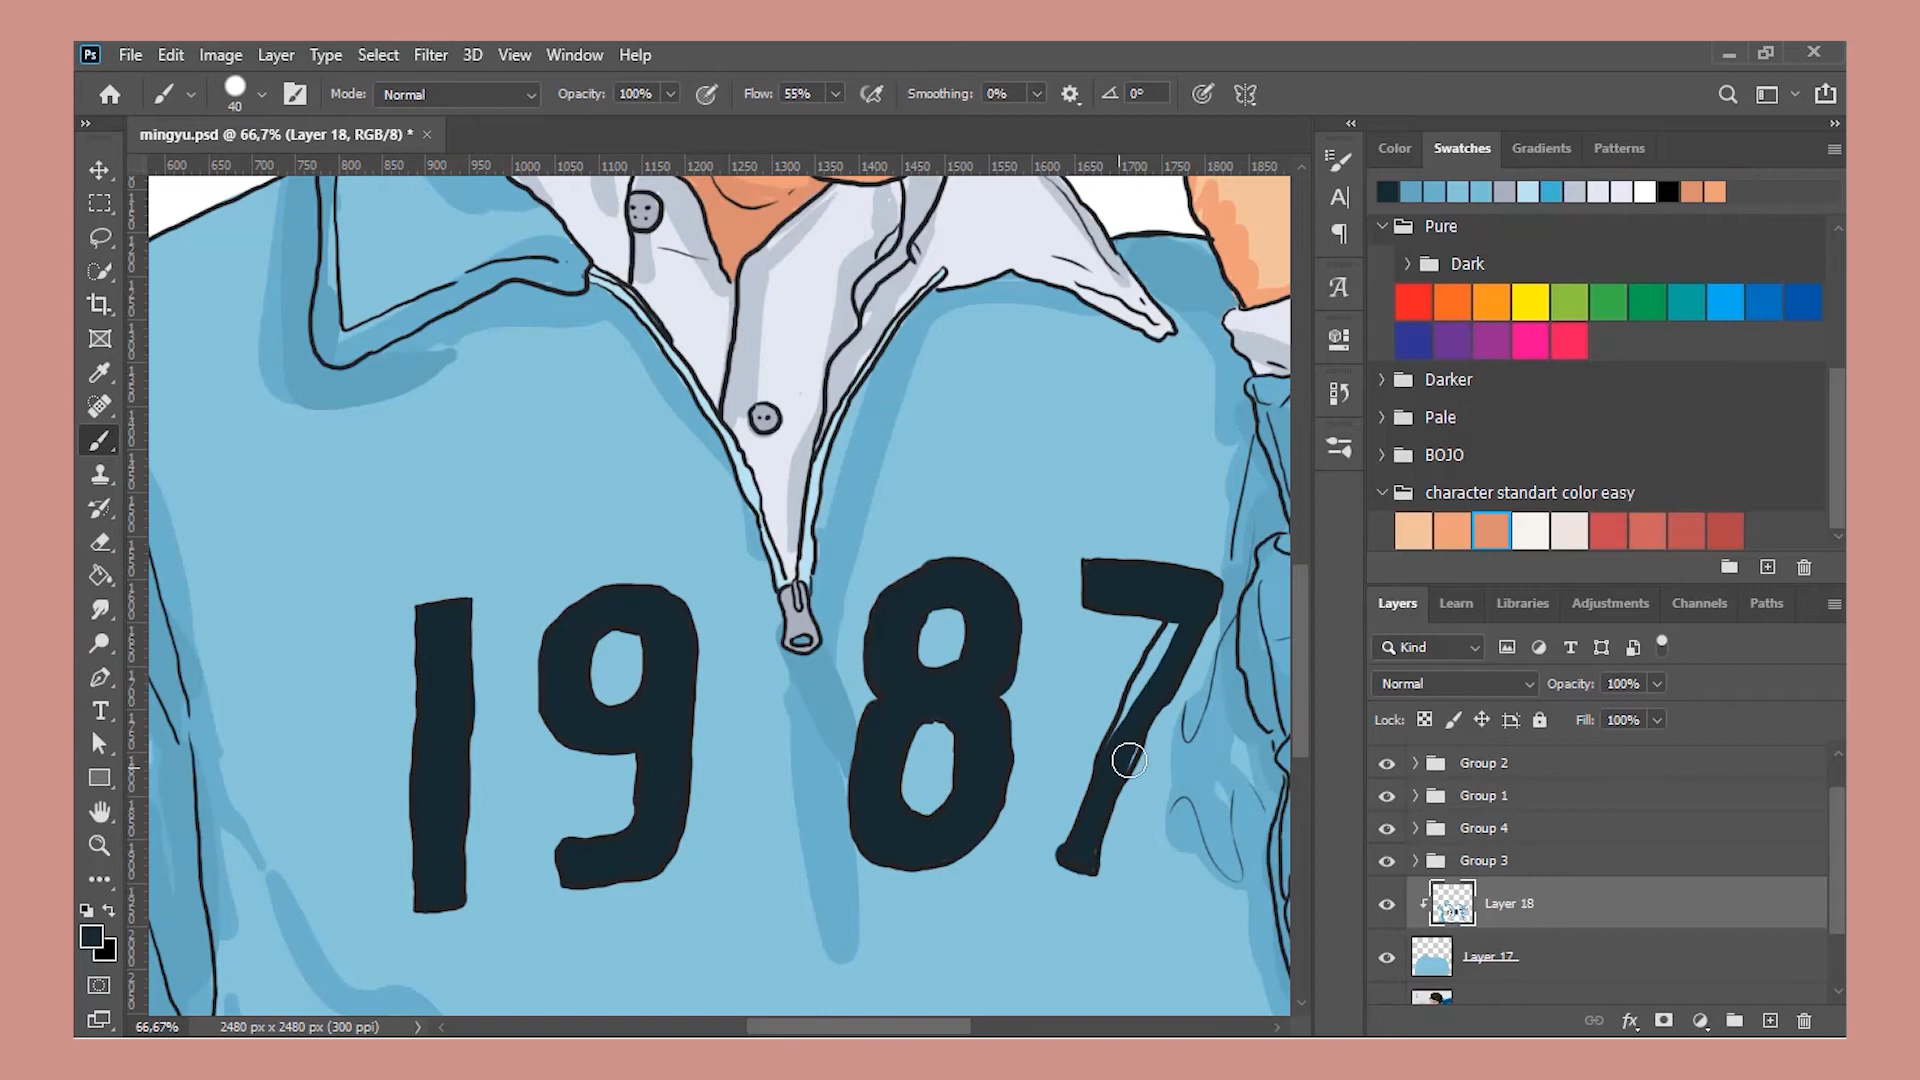 Ps File Edit Image Layer Type Select Filter 3D View Window Help
40 Mode: Normal Opacity: 100% Flow: 55% Smoothing: 0% 0°
mingyu.psd @ 66,7% (Layer 18, RGB/8) *
600 650 700 750 800 850 900 950 1000 1050 1100 1150 1200 1250 1300 1350 1400 1450 1500 1550 1600 1650 1700 1750 1800 1850
Color Swatches Gradients Patterns
Pure
Dark
Darker
Pale
BOJO
character standart color easy
1987
Layers Learn Libraries Adjustments Channels Paths
Kind
Normal Opacity: 100%
Lock: Fill: 100%
Group 2
Group 1
Group 4
Group 3
Layer 18
Layer 17
66,67% 2480 px x 2480 px (300 ppi)
fx